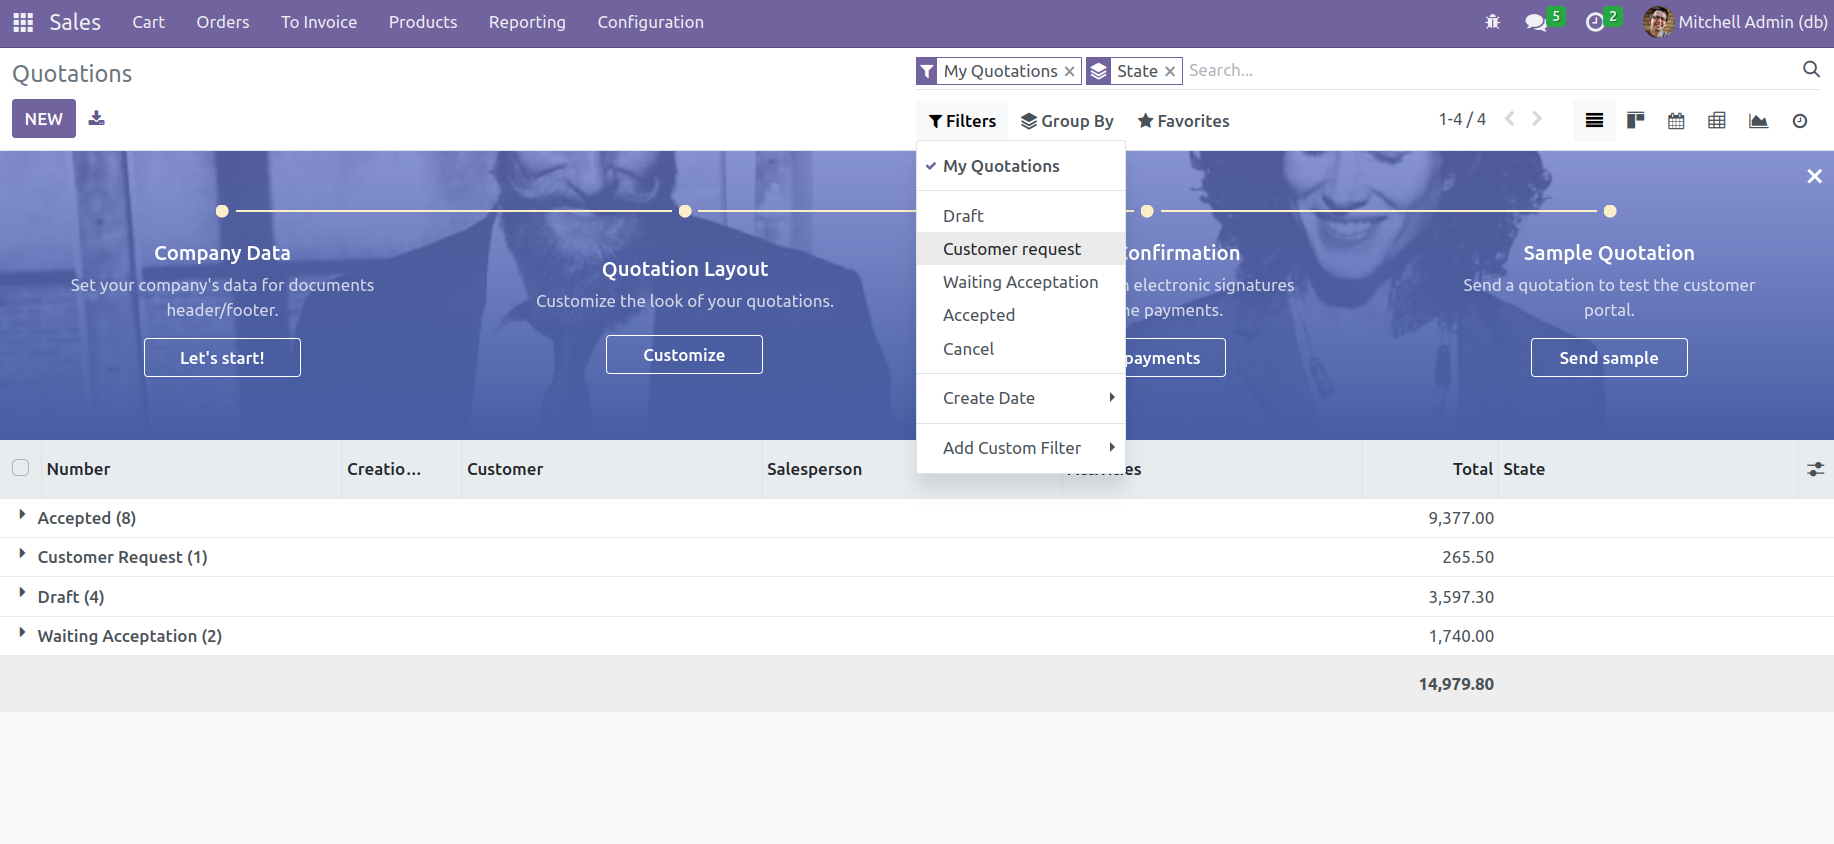 Sales Cart Orders To Invoice Products Reporting Configuration 5 2 Mitchell Admin (db)
Quotations
My Quotations × State × Search...
NEW
Filters Group By Favorites 1-4 / 4
My Quotations
Draft
Customer request
Waiting Acceptation
Accepted
Cancel
Create Date
Add Custom Filter
Company Data
Set your company's data for documents
header/footer.
Let's start!
Quotation Layout
Customize the look of your quotations.
Customize
onfirmation
electronic signatures
payments.
payments
Sample Quotation
Send a quotation to test the customer
portal.
Send sample
Number Creatio... Customer Salesperson Total State
Accepted (8) 9,377.00
Customer Request (1) 265.50
Draft (4) 3,597.30
Waiting Acceptation (2) 1,740.00
14,979.80